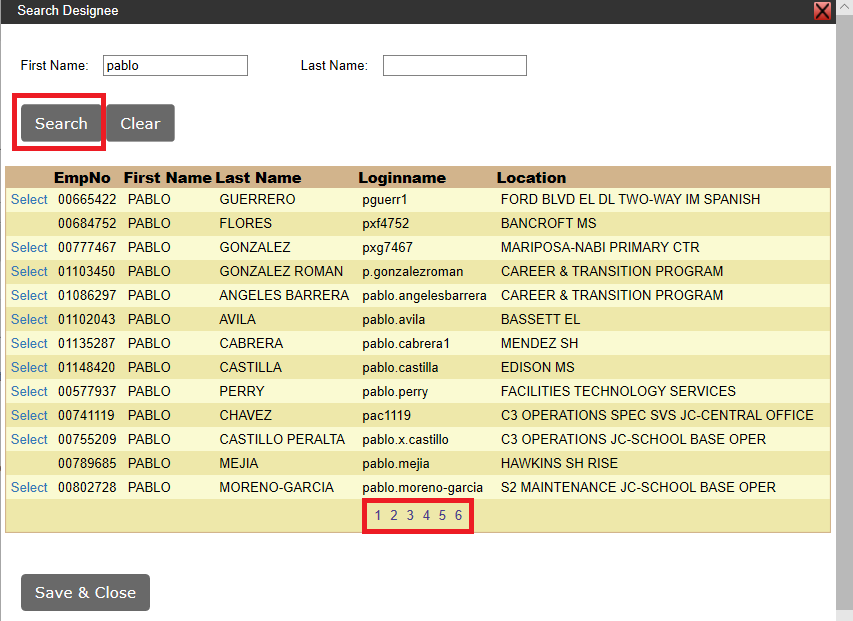 Search Designee
First Name: pablo Last Name:
Search Clear
EmpNo First Name Last Name Loginname Location
Select 00665422 PABLO GUERRERO pguerr1 FORD BLVD EL DL TWO-WAY IM SPANISH
00684752 PABLO FLORES pxf4752 BANCROFT MS
Select 00777467 PABLO GONZALEZ pxg7467 MARIPOSA-NABI PRIMARY CTR
Select 01103450 PABLO GONZALEZ ROMAN p.gonzalezroman CAREER & TRANSITION PROGRAM
Select 01086297 PABLO ANGELES BARRERA pablo.angelesbarrera CAREER & TRANSITION PROGRAM
Select 01102043 PABLO AVILA pablo.avila BASSETT EL
Select 01135287 PABLO CABRERA pablo.cabrera1 MENDEZ SH
Select 01148420 PABLO CASTILLA pablo.castilla EDISON MS
Select 00577937 PABLO PERRY pablo.perry FACILITIES TECHNOLOGY SERVICES
Select 00741119 PABLO CHAVEZ pac1119 C3 OPERATIONS SPEC SVS JC-CENTRAL OFFICE
Select 00755209 PABLO CASTILLO PERALTA pablo.x.castillo C3 OPERATIONS JC-SCHOOL BASE OPER
00789685 PABLO MEJIA pablo.mejia HAWKINS SH RISE
Select 00802728 PABLO MORENO-GARCIA pablo.moreno-garcia S2 MAINTENANCE JC-SCHOOL BASE OPER
1 2 3 4 5 6
Save & Close